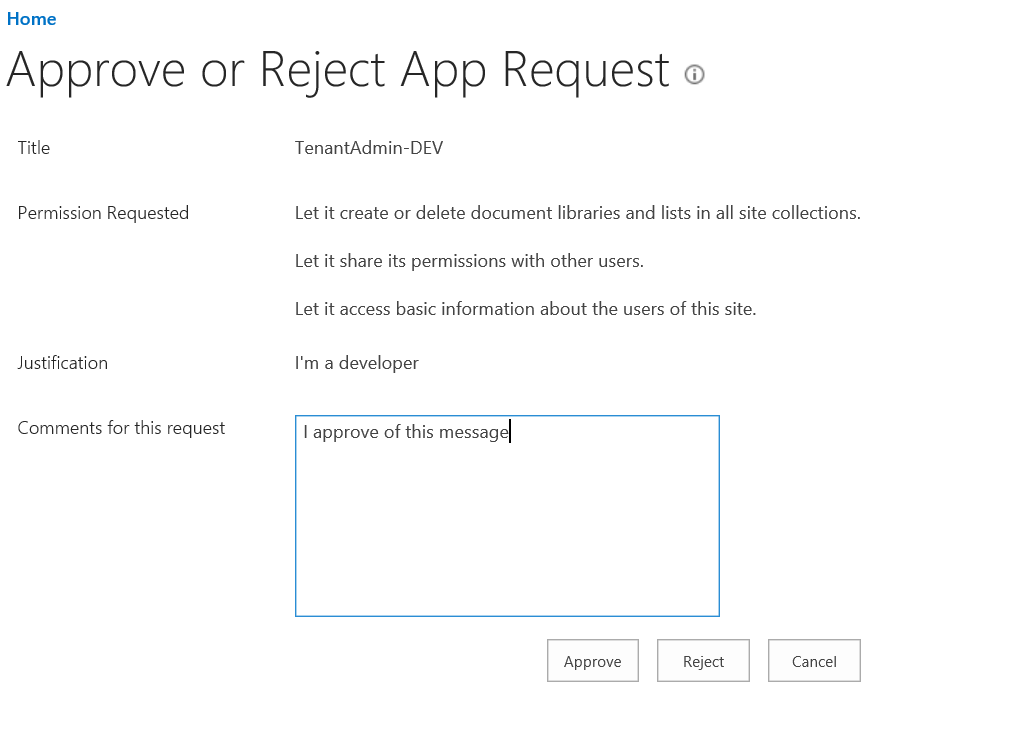 Home
Approve or Reject App Request
Title
TenantAdmin-DEV
Permission Requested
Let it create or delete document libraries and lists in all site collections.
Let it share its permissions with other users.
Let it access basic information about the users of this site.
Justification
I'm a developer
Comments for this request
I approve of this message
Approve
Reject
Cancel